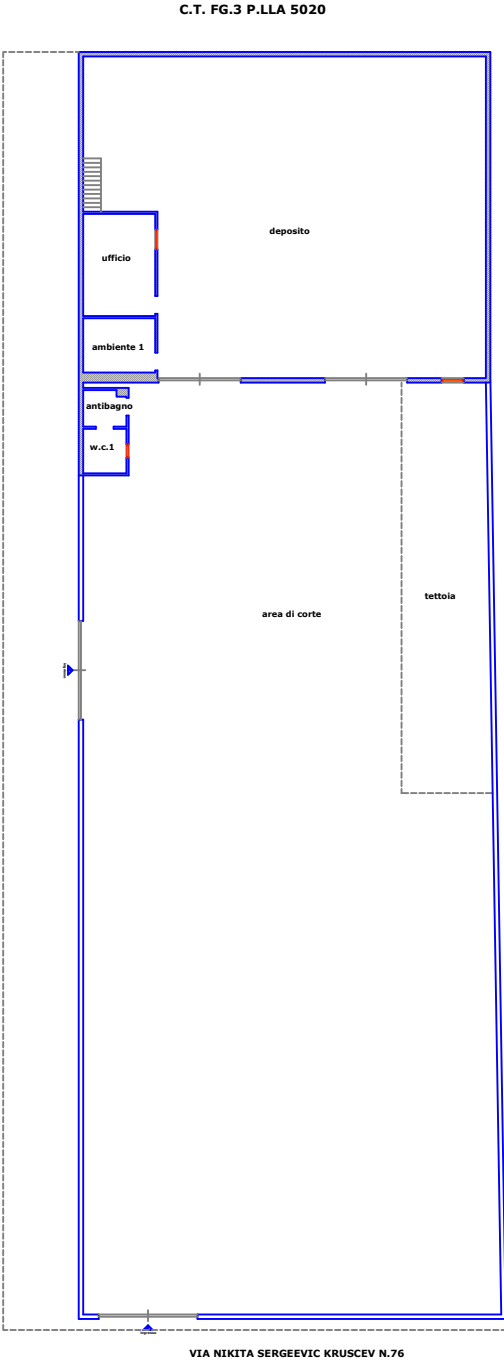 C.T. FG.3 P.LLA 5020
deposito
ufficio
ambiente 1
antibagno
w.c.1
tettoia
area di corte
VIA NIKITA SERGEEVIC KRUSCEV N.76